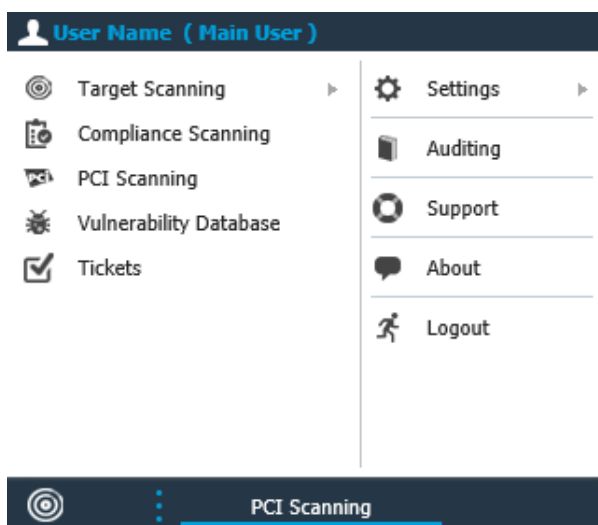 User Name ( Main User )
Target Scanning
Compliance Scanning
PCI Scanning
Vulnerability Database
Tickets
Settings
Auditing
Support
About
Logout
PCI Scanning